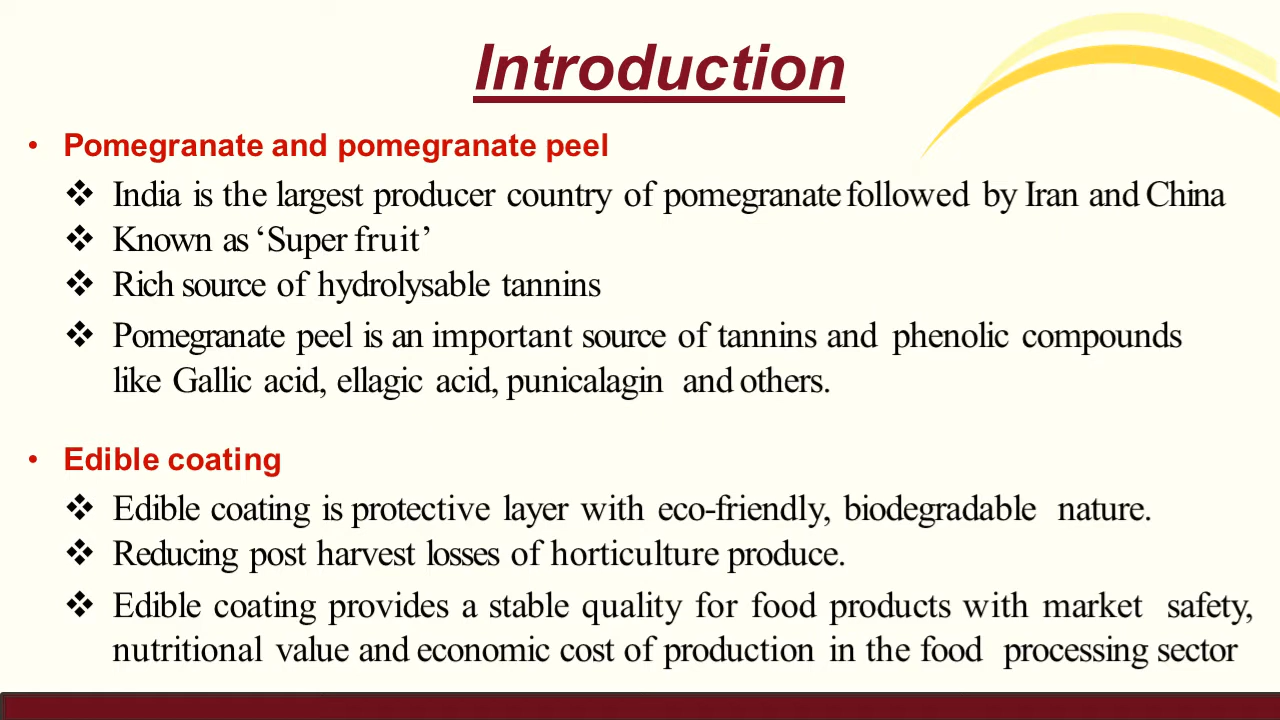 Introduction
• Pomegranate and pomegranate peel
❖ India is the largest producer country of pomegranate followed by Iran and China
❖ Known as ‘Super fruit’
❖ Rich source of hydrolysable tannins
❖ Pomegranate peel is an important source of tannins and phenolic compounds
like Gallic acid, ellagic acid, punicalagin and others.
• Edible coating
❖ Edible coating is protective layer with eco-friendly, biodegradable nature.
❖ Reducing post harvest losses of horticulture produce.
❖ Edible coating provides a stable quality for food products with market safety,
nutritional value and economic cost of production in the food processing sector